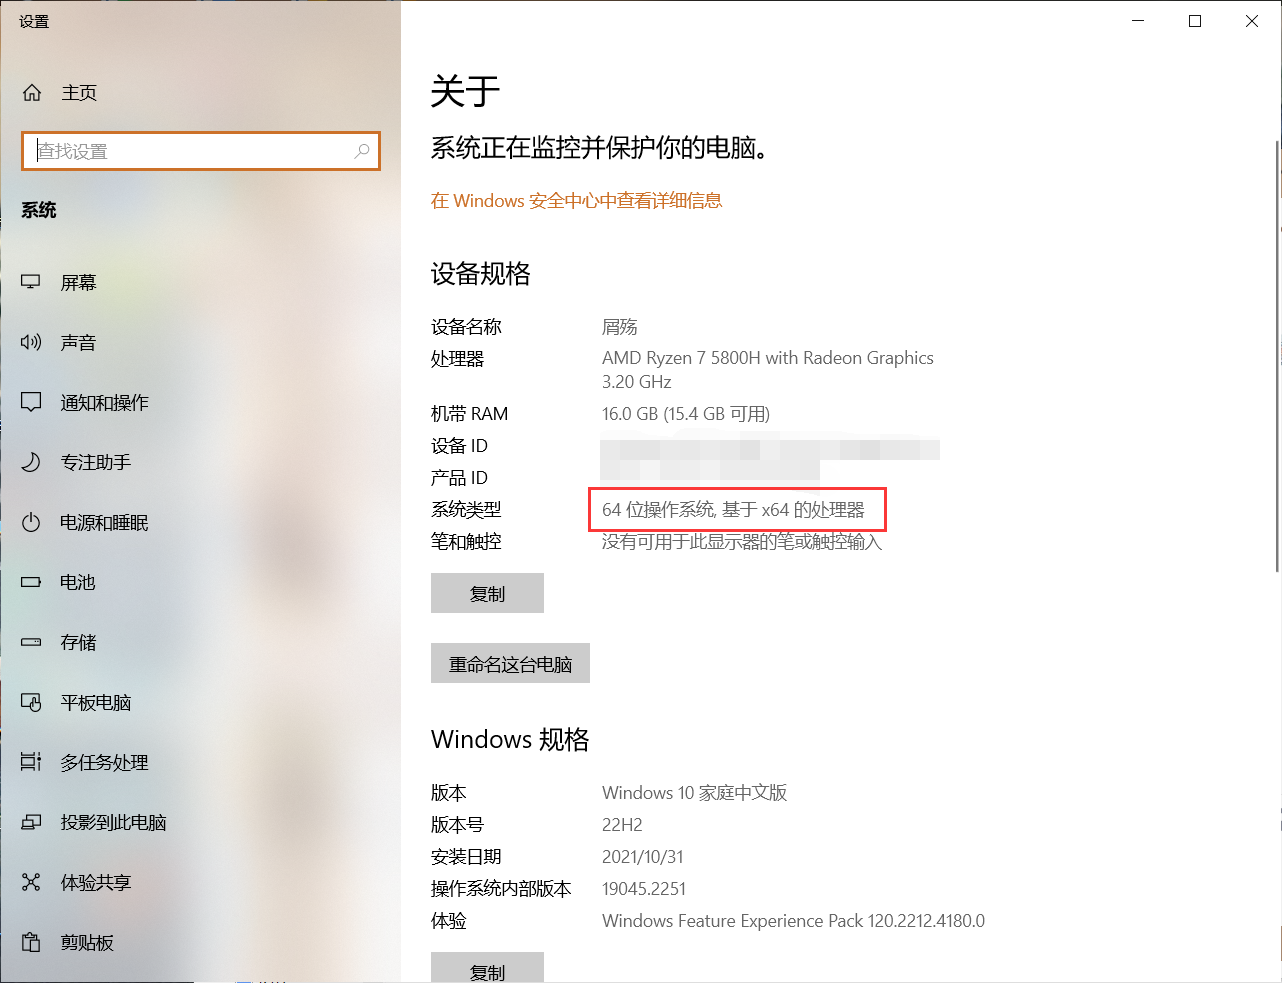 设置
主页
查找设置
系统
屏幕
声音
通知和操作
专注助手
电源和睡眠
电池
存储
平板电脑
多任务处理
投影到此电脑
体验共享
剪贴板
关于
系统正在监控并保护你的电脑。
在 Windows 安全中心中查看详细信息
设备规格
设备名称 屑殇
处理器 AMD Ryzen 7 5800H with Radeon Graphics
3.20 GHz
机带 RAM 16.0 GB (15.4 GB 可用)
设备 ID
产品 ID
系统类型 64 位操作系统, 基于 x64 的处理器
笔和触控 没有可用于此显示器的笔或触控输入
复制
重命名这台电脑
Windows 规格
版本 Windows 10 家庭中文版
版本号 22H2
安装日期 2021/10/31
操作系统内部版本 19045.2251
体验 Windows Feature Experience Pack 120.2212.4180.0
复制